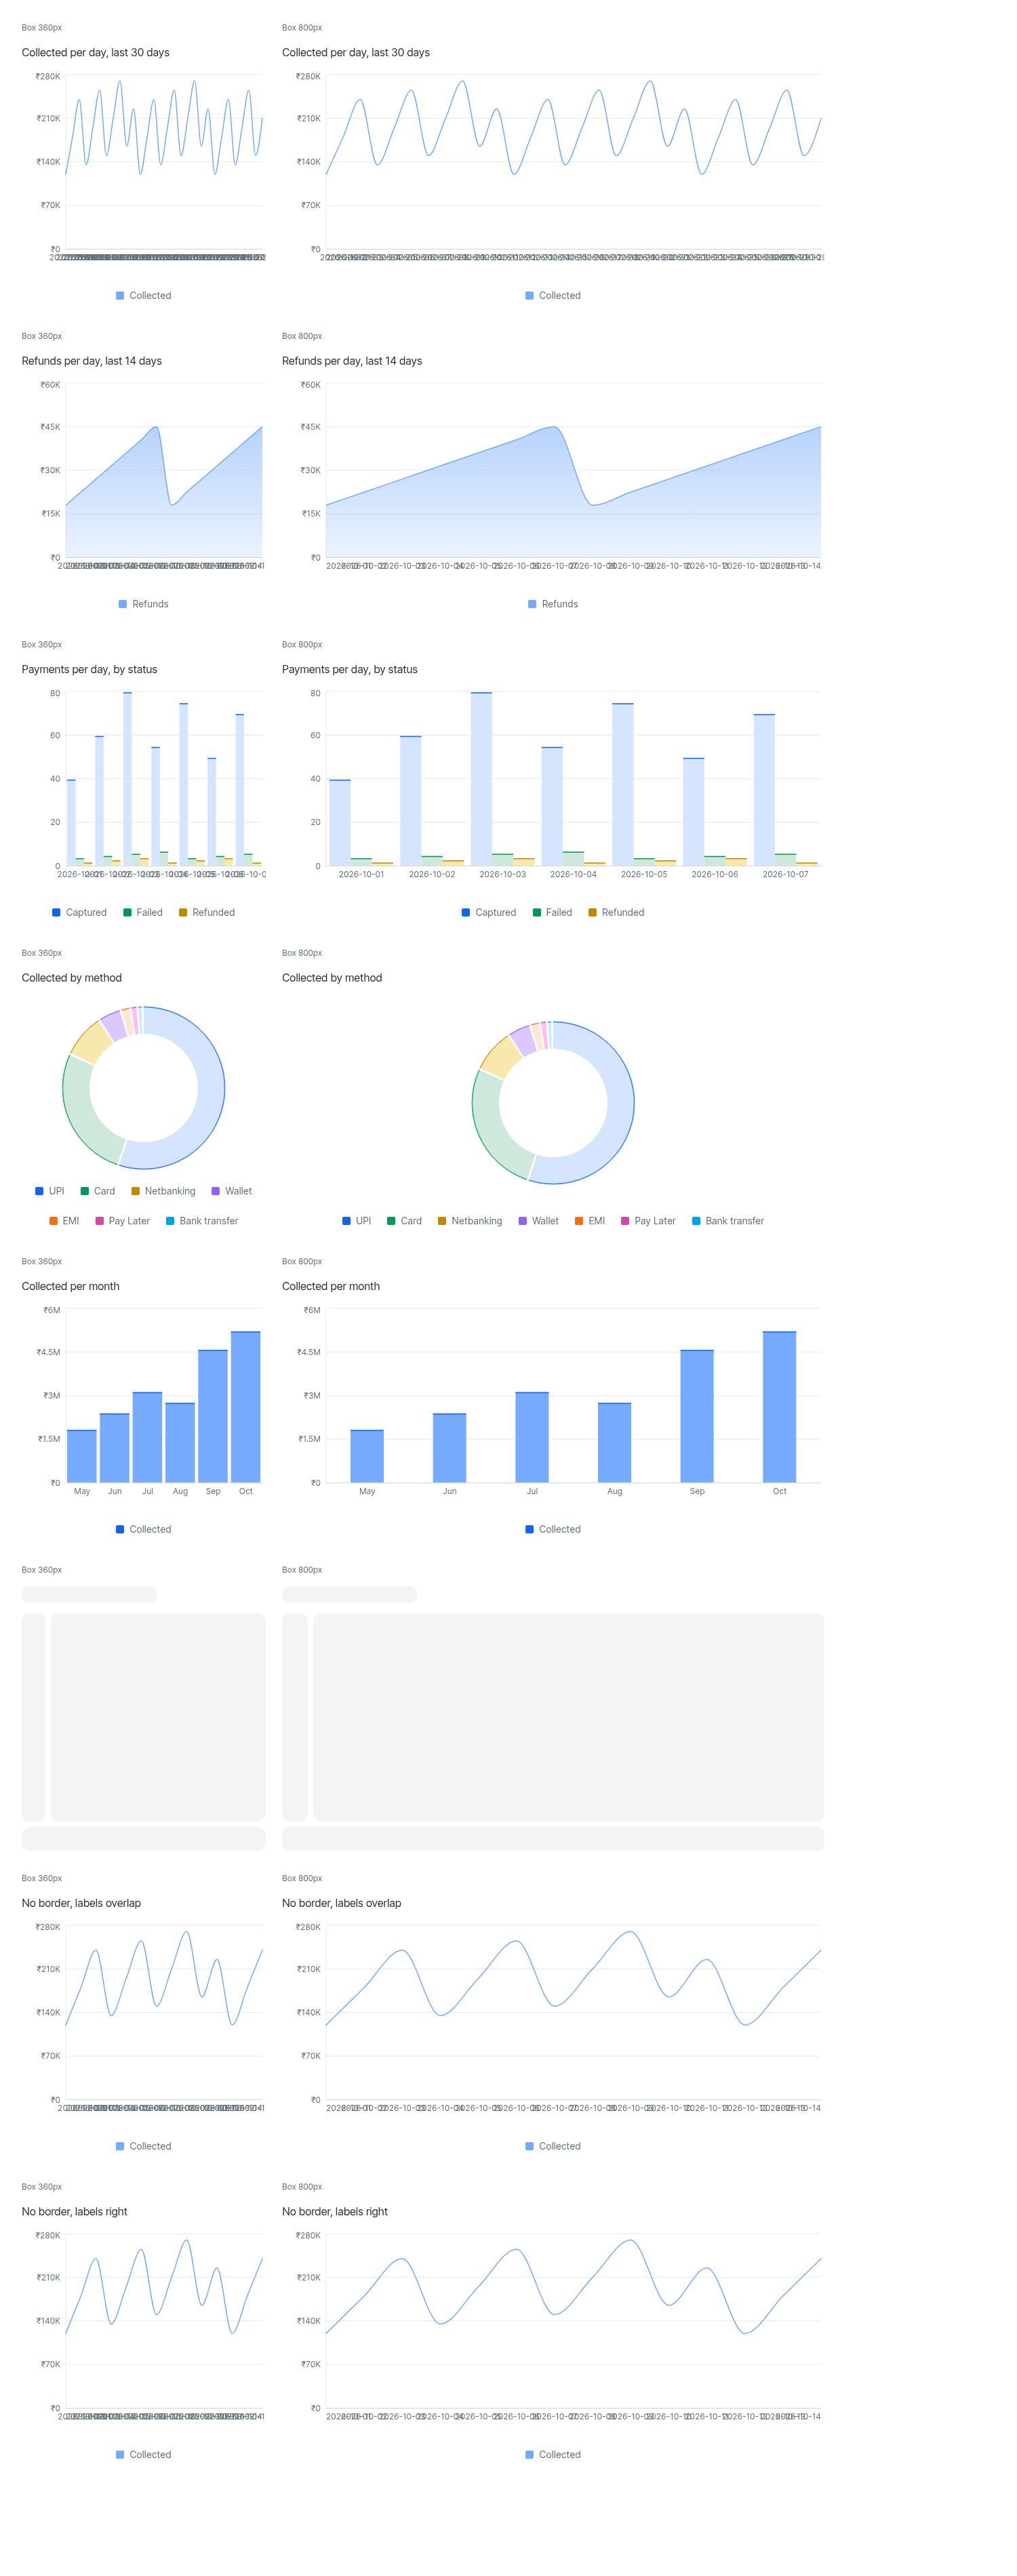 Box 360px
Box 800px
Collected per day, last 30 days
Collected per day, last 30 days
₹280K
₹210K
₹140K
₹70K
₹0
₹280K
₹210K
₹140K
₹70K
₹0
Collected
Collected
Box 360px
Box 800px
Refunds per day, last 14 days
Refunds per day, last 14 days
₹60K
₹45K
₹30K
₹15K
₹0
₹60K
₹45K
₹30K
₹15K
₹0
Refunds
Refunds
Box 360px
Box 800px
Payments per day, by status
Payments per day, by status
80
60
40
20
0
80
60
40
20
0
2026-10-01 2026-10-02 2026-10-03 2026-10-04 2026-10-05 2026-10-06 2026-10-07
Captured Failed Refunded
Captured Failed Refunded
Box 360px
Box 800px
Collected by method
Collected by method
UPI Card Netbanking Wallet
EMI Pay Later Bank transfer
UPI Card Netbanking Wallet EMI Pay Later Bank transfer
Box 360px
Box 800px
Collected per month
Collected per month
₹6M
₹4.5M
₹3M
₹1.5M
₹0
May Jun Jul Aug Sep Oct
₹6M
₹4.5M
₹3M
₹1.5M
₹0
May Jun Jul Aug Sep Oct
Collected
Collected
Box 360px
Box 800px
Box 360px
Box 800px
No border, labels overlap
No border, labels overlap
₹280K
₹210K
₹140K
₹70K
₹0
₹280K
₹210K
₹140K
₹70K
₹0
Collected
Collected
Box 360px
Box 800px
No border, labels right
No border, labels right
₹280K
₹210K
₹140K
₹70K
₹0
₹280K
₹210K
₹140K
₹70K
₹0
Collected
Collected